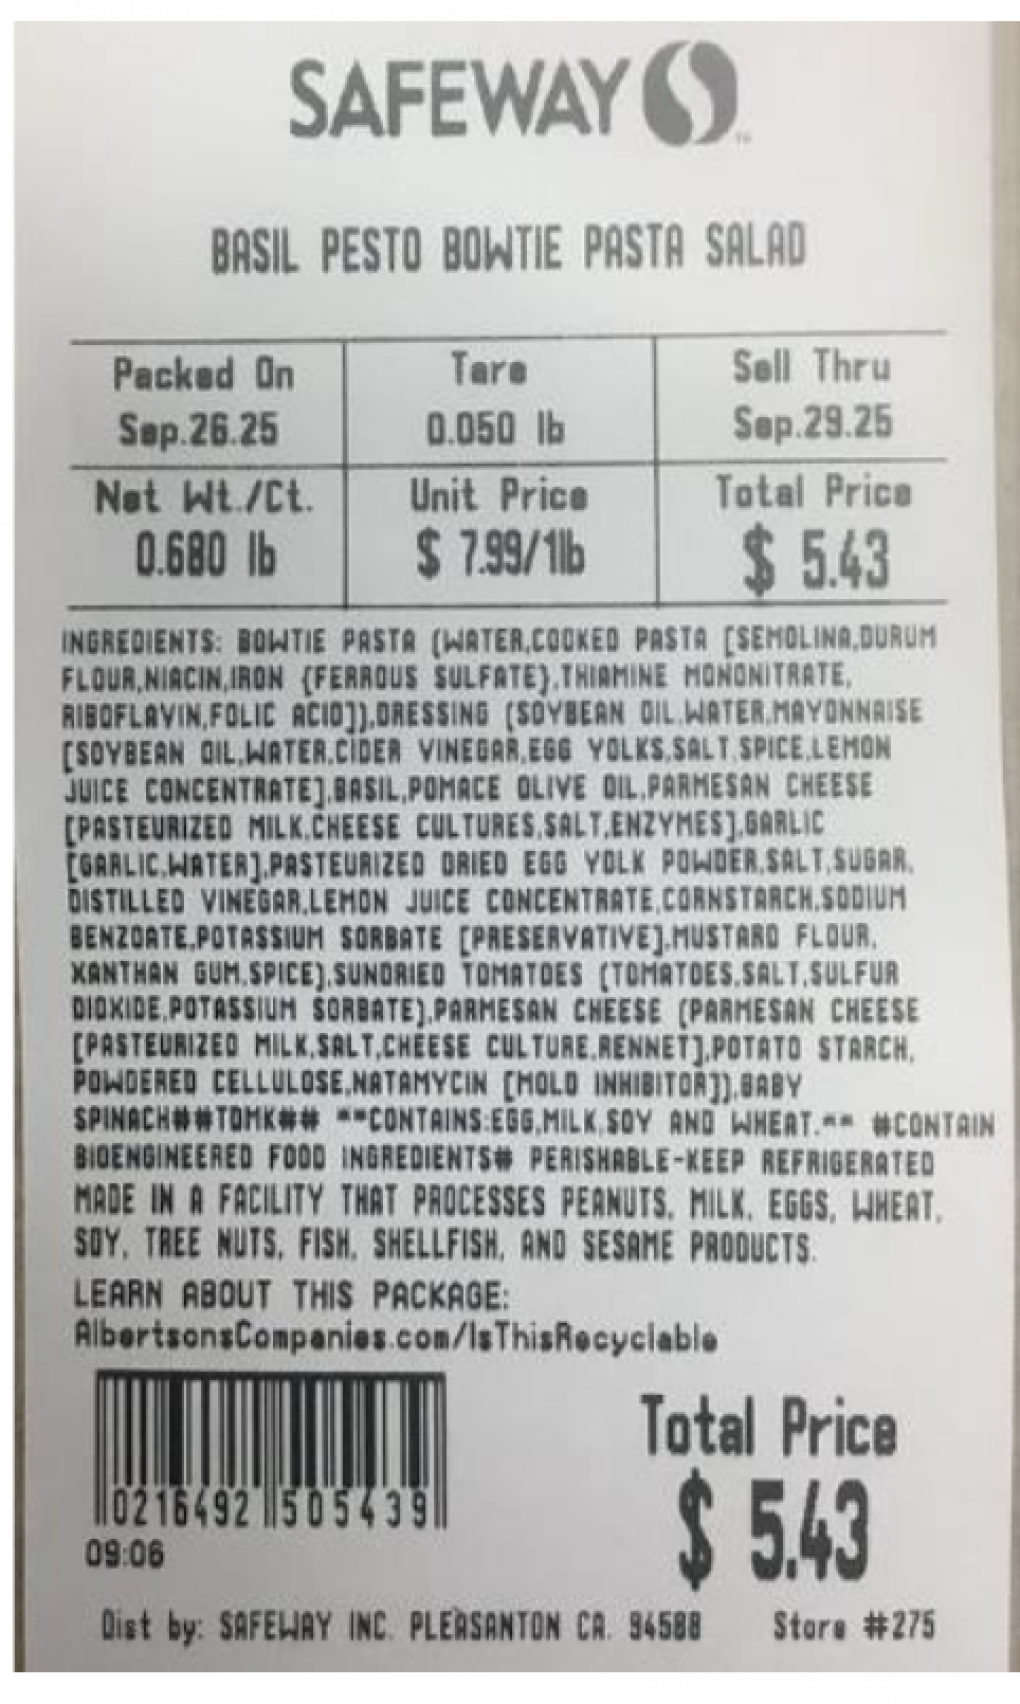 SAFEWAY
BASIL PESTO BOWTIE PASTA SALAD
Packed On Tare Sell Thru
Sep.26.25 0.050 lb Sep.29.25
Net Wt./Ct. Unit Price Total Price
0.680 lb $ 7.99/1lb $ 5.43
INGREDIENTS: BOWTIE PASTA (WATER,COOKED PASTA [SEMOLINA,DURUM
FLOUR,NIACIN,IRON {FERROUS SULFATE},THIAMINE MONONITRATE,
RIBOFLAVIN,FOLIC ACID]),DRESSING (SOYBEAN OIL,WATER,MAYONNAISE
[SOYBEAN OIL,WATER,CIDER VINEGAR,EGG YOLKS,SALT,SPICE,LEMON
JUICE CONCENTRATE],BASIL,POMACE OLIVE OIL,PARMESAN CHEESE
[PASTEURIZED MILK,CHEESE CULTURES,SALT,ENZYMES],GARLIC
[GARLIC,WATER],PASTEURIZED DRIED EGG YOLK POWDER,SALT,SUGAR,
DISTILLED VINEGAR,LEMON JUICE CONCENTRATE,CORNSTARCH,SODIUM
BENZOATE,POTASSIUM SORBATE [PRESERVATIVE],MUSTARD FLOUR,
XANTHAN GUM,SPICE),SUNDRIED TOMATOES (TOMATOES,SALT,SULFUR
DIOXIDE,POTASSIUM SORBATE),PARMESAN CHEESE (PARMESAN CHEESE
[PASTEURIZED MILK,SALT,CHEESE CULTURE,RENNET],POTATO STARCH,
POWDERED CELLULOSE,NATAMYCIN [MOLD INHIBITOR]),BABY
SPINACH##TOMK## **CONTAINS:EGG,MILK,SOY AND WHEAT.** #CONTAIN
BIOENGINEERED FOOD INGREDIENTS# PERISHABLE-KEEP REFRIGERATED
MADE IN A FACILITY THAT PROCESSES PEANUTS, MILK, EGGS, WHEAT,
SOY, TREE NUTS, FISH, SHELLFISH, AND SESAME PRODUCTS.
LEARN ABOUT THIS PACKAGE:
AlbertsonsCompanies.com/IsThisRecyclable
Total Price
$ 5.43
0216492 505439
09:06
Dist by: SAFEWAY INC. PLEASANTON CA. 94588 Store #275